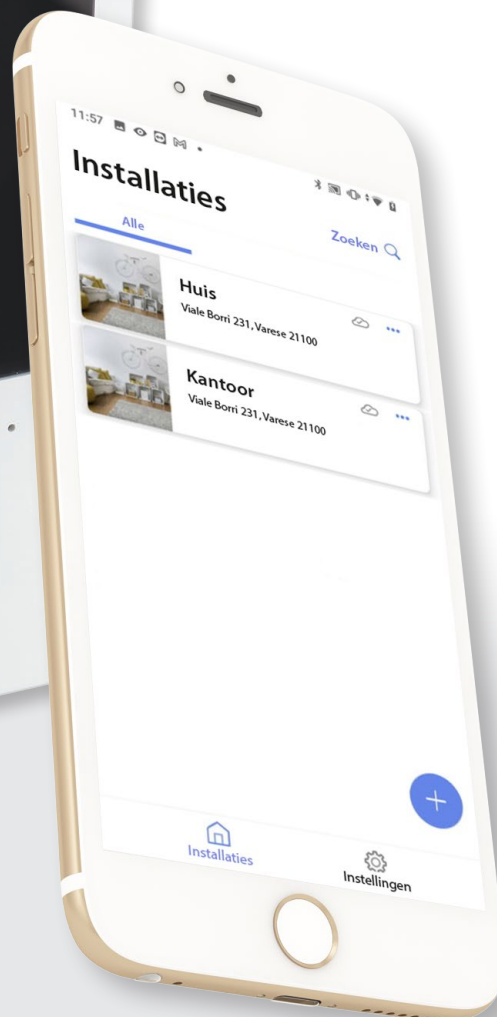 11:57
Installaties
Zoeken
Alle
Huis
Viale Borri 231, Varese 21100
Kantoor
Viale Borri 231, Varese 21100
Installaties
Instellingen